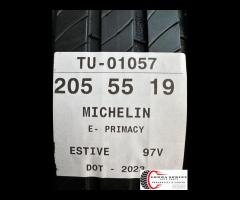 TU-01057
205 55 19
MICHELIN
E- PRIMACY
ESTIVE 97V
DOT - 2023